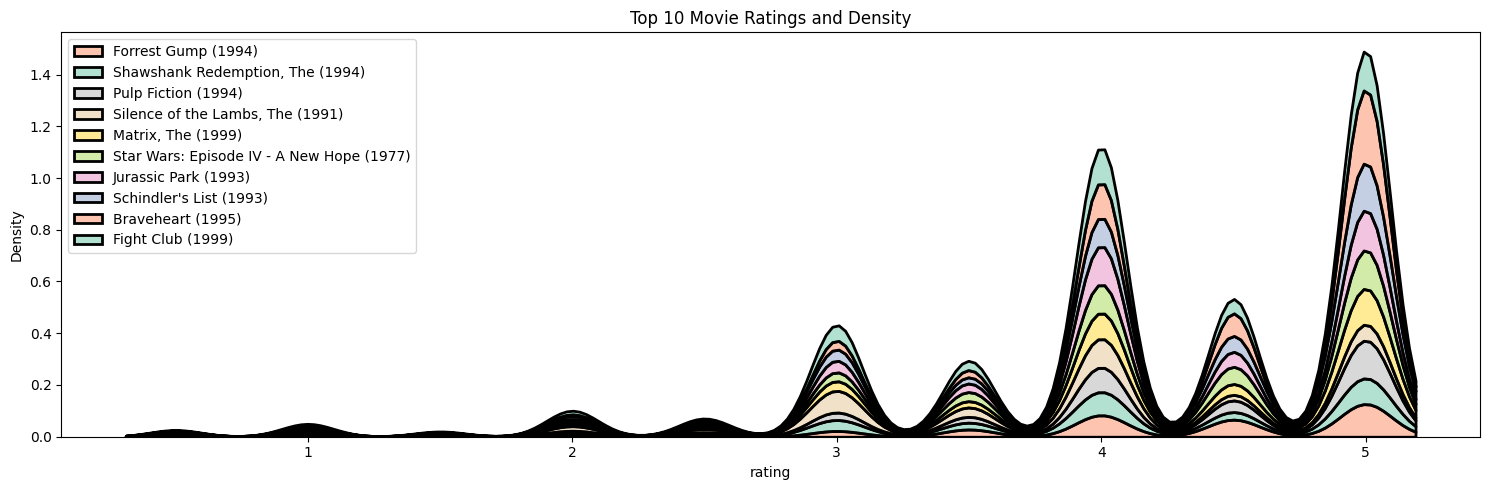 Top 10 Movie Ratings and Density
Forrest Gump (1994)
Shawshank Redemption, The (1994)
Pulp Fiction (1994)
Silence of the Lambs, The (1991)
Matrix, The (1999)
Star Wars: Episode IV - A New Hope (1977)
Jurassic Park (1993)
Schindler's List (1993)
Braveheart (1995)
Fight Club (1999)
Density
1.4
1.2
1.0
0.8
0.6
0.4
0.2
0.0
1
2
3
4
5
rating